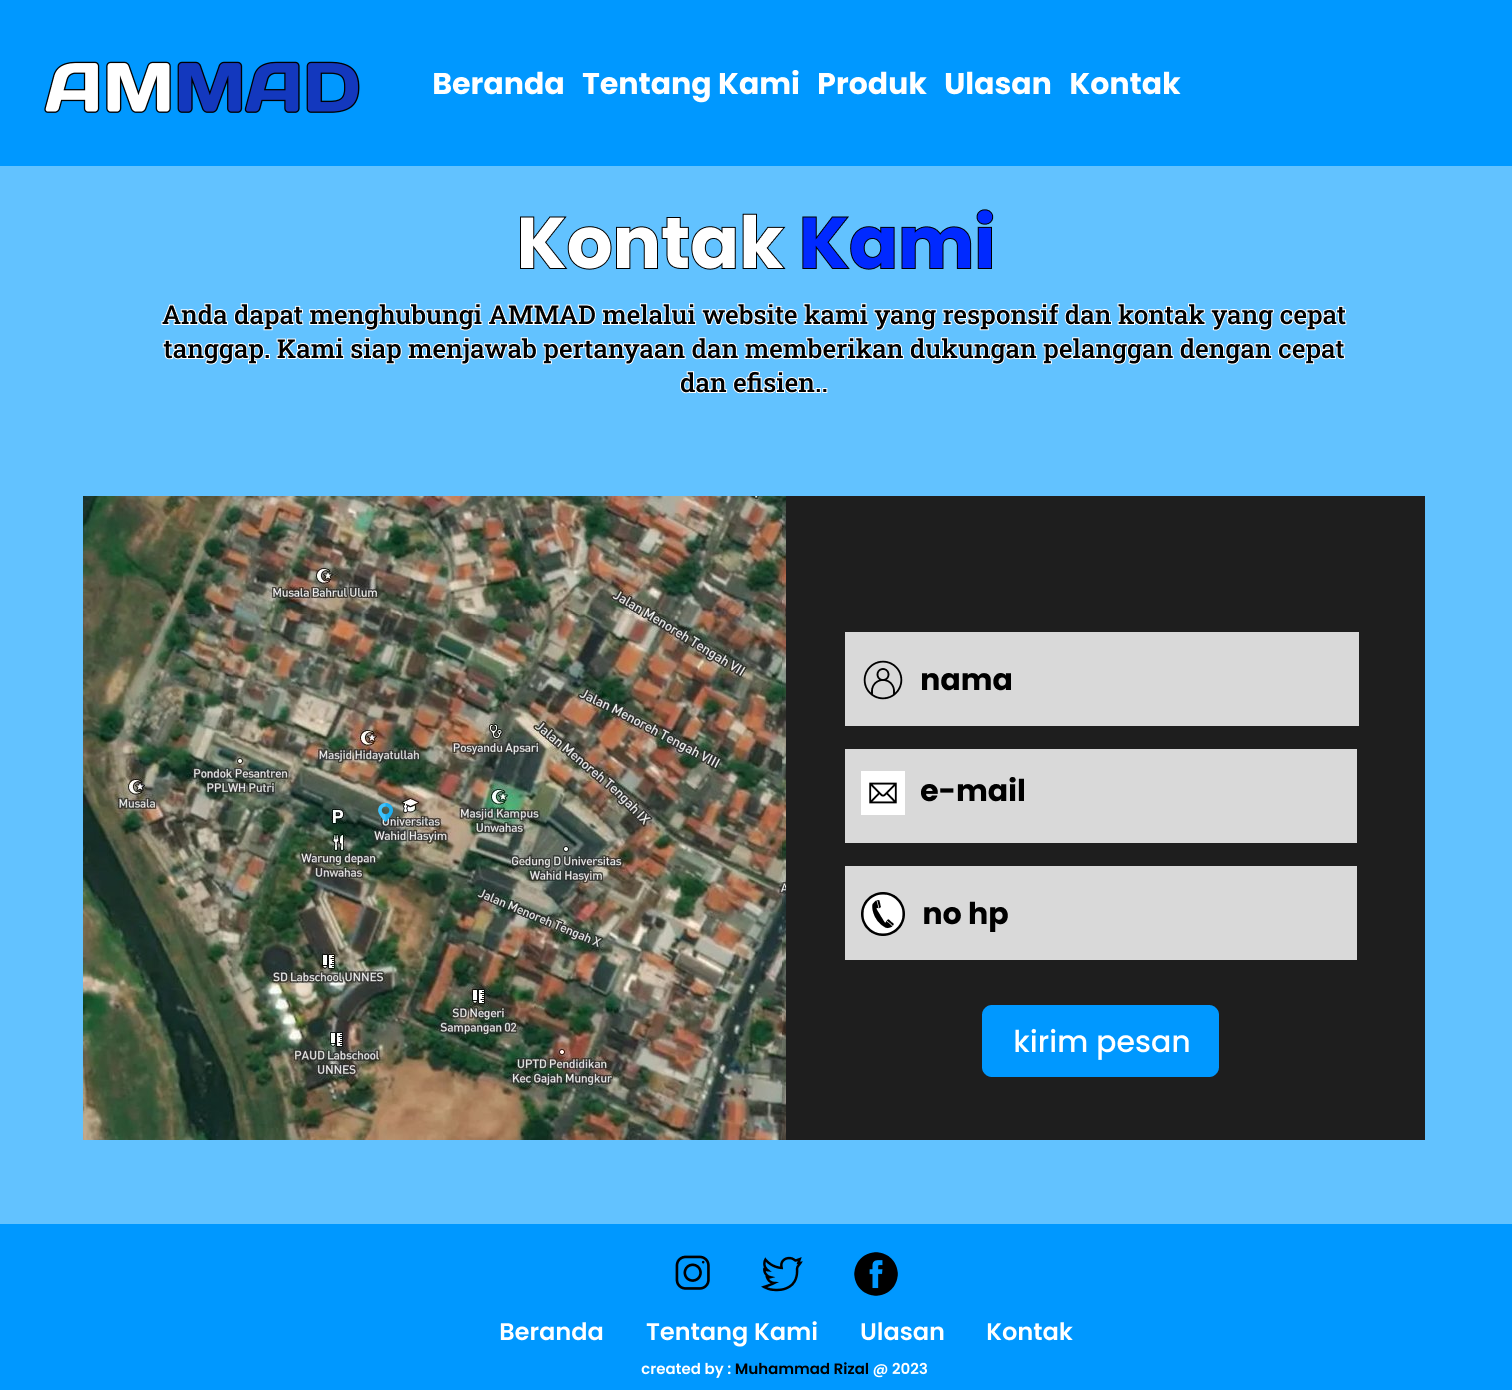 AMMAD
Beranda Tentang Kami Produk Ulasan Kontak
Kontak Kami
Anda dapat menghubungi AMMAD melalui website kami yang responsif dan kontak yang cepat
tanggap. Kami siap menjawab pertanyaan dan memberikan dukungan pelanggan dengan cepat
dan efisien..
Musala Bahrul Ulum
Jalan Menoreh Tengah VII
Jalan Menoreh Tengah VIII
Jalan Menoreh Tengah IX
Masjid Hidayatullah
Posyandu Apsari
Pondok Pesantren
PPLWH Putri
Musala
P
Universitas
Wahid Hasyim
Masjid Kampus
Unwahas
Warung depan
Unwahas
Gedung D Universitas
Wahid Hasyim
Jalan Menoreh Tengah X
SD Labschool UNNES
SD Negeri
Sampangan 02
PAUD Labschool
UNNES
UPTD Pendidikan
Kec Gajah Mungkur
nama
e-mail
no hp
kirim pesan
Beranda Tentang Kami Ulasan Kontak
created by : Muhammad Rizal @ 2023